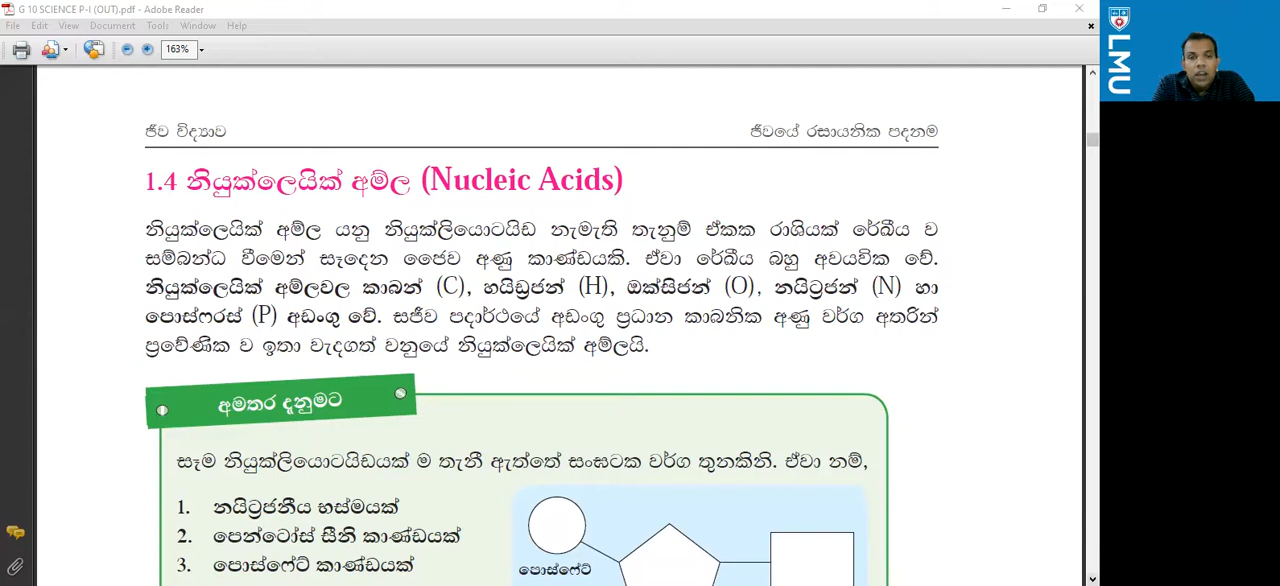 G 10 SCIENCE P-I (OUT).pdf - Adobe Reader
File Edit View Document Tools Window Help
163%
LMU
ජීව විද්‍යාව
ජීවයේ රසායනික පදනම
1.4 නියුක්ලෙයික් අම්ල (Nucleic Acids)
නියුක්ලෙයික් අම්ල යනු නියුක්ලියොටයිඩ නැමැති තැනුම් ඒකක රාශියක් රේඛීය ව
සම්බන්ධ වීමෙන් සෑදෙන ජෛව අණු කාණ්ඩයකි. ඒවා රේඛීය බහු අවයවික වේ.
නියුක්ලෙයික් අම්ලවල කාබන් (C), හයිඩ්‍රජන් (H), ඔක්සිජන් (O), නයිට්‍රජන් (N) හා
පොස්ෆරස් (P) අඩංගු වේ. සජීව පදාර්ථයේ අඩංගු ප්‍රධාන කාබනික අණු වර්ග අතරින්
ප්‍රවේණික ව ඉතා වැදගත් වනුයේ නියුක්ලෙයික් අම්ලයි.
අමතර දැනුමට
සෑම නියුක්ලියොටයිඩයක් ම තැනී ඇත්තේ සංඝටක වර්ග තුනකිනි. ඒවා නම්,
1. නයිට්‍රජනීය භස්මයක්
2. පෙන්ටෝස් සීනි කාණ්ඩයක්
3. පොස්ෆේට් කාණ්ඩයක්
පොස්ෆේට්